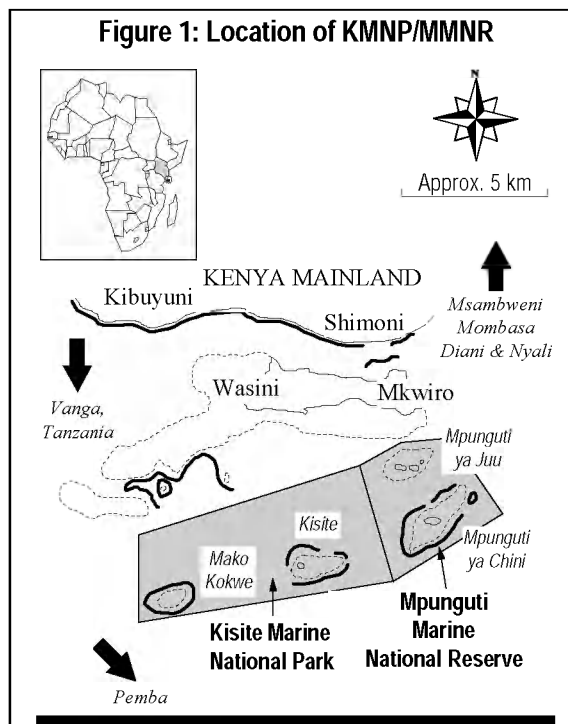 Figure 1: Location of KMNP/MMNR
N
Approx. 5 km
KENYA MAINLAND
Kibuyuni
Shimoni
Msambweni
Mombasa
Diani & Nyali
Wasini
Mkwiro
Vanga,
Tanzania
Mpunguti
ya Juu
Kisite
Mako
Kokwe
Mpunguti
ya Chini
Kisite Marine
National Park
Mpunguti
Marine
National Reserve
Pemba